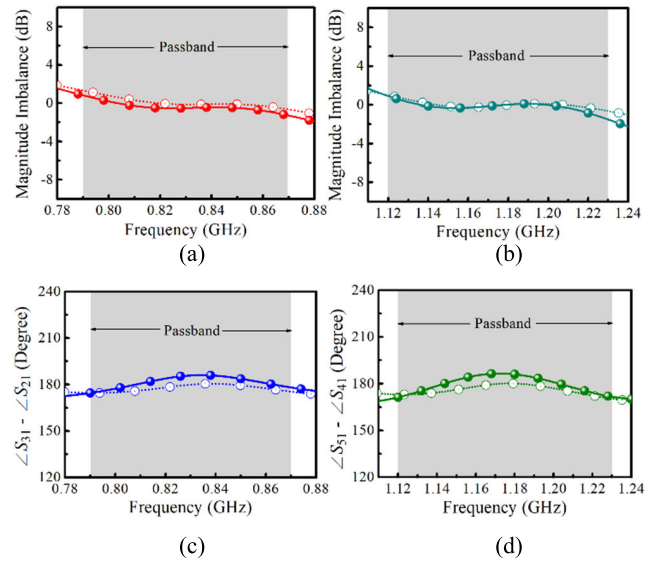 (a)
Magnitude Imbalance (dB)
8
4
0
-4
-8
Passband
0.78 0.80 0.82 0.84 0.86 0.88
Frequency (GHz)
(a)
(b)
Magnitude Imbalance (dB)
8
4
0
-4
-8
Passband
1.12 1.14 1.16 1.18 1.20 1.22 1.24
Frequency (GHz)
(b)
∠S31 - ∠S21 (Degree)
240
210
180
150
120
Passband
0.78 0.80 0.82 0.84 0.86 0.88
Frequency (GHz)
(c)
∠S51 - ∠S41 (Degree)
240
210
180
150
120
Passband
1.12 1.14 1.16 1.18 1.20 1.22 1.24
Frequency (GHz)
(d)